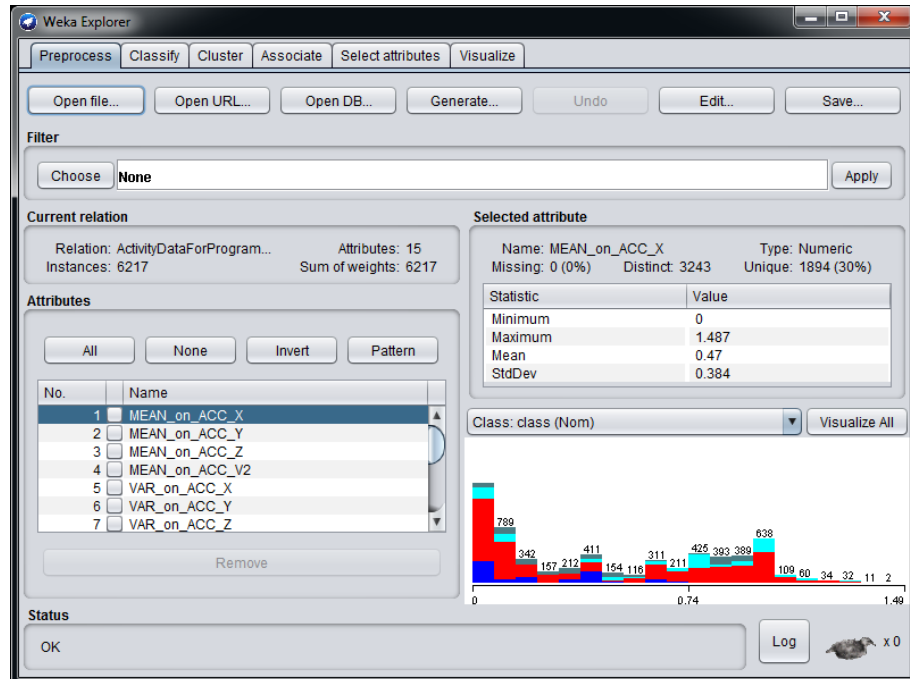 Weka Explorer
Preprocess Classify Cluster Associate Select attributes Visualize
Open file... Open URL... Open DB... Generate... Undo Edit... Save...
Filter
Choose None Apply
Current relation
Relation: ActivityDataForProgram... Attributes: 15
Instances: 6217 Sum of weights: 6217
Selected attribute
Name: MEAN_on_ACC_X Type: Numeric
Missing: 0 (0%) Distinct: 3243 Unique: 1894 (30%)
Statistic Value
Minimum 0
Maximum 1.487
Mean 0.47
StdDev 0.384
Attributes
All None Invert Pattern
No. Name
1 MEAN_on_ACC_X
2 MEAN_on_ACC_Y
3 MEAN_on_ACC_Z
4 MEAN_on_ACC_V2
5 VAR_on_ACC_X
6 VAR_on_ACC_Y
7 VAR_on_ACC_Z
Remove
Class: class (Nom) Visualize All
789 342 157 212 411 154 116 311 211 425 393 389 638 109 60 34 32 11 2
0 0.74 1.49
Status
OK
Log x 0